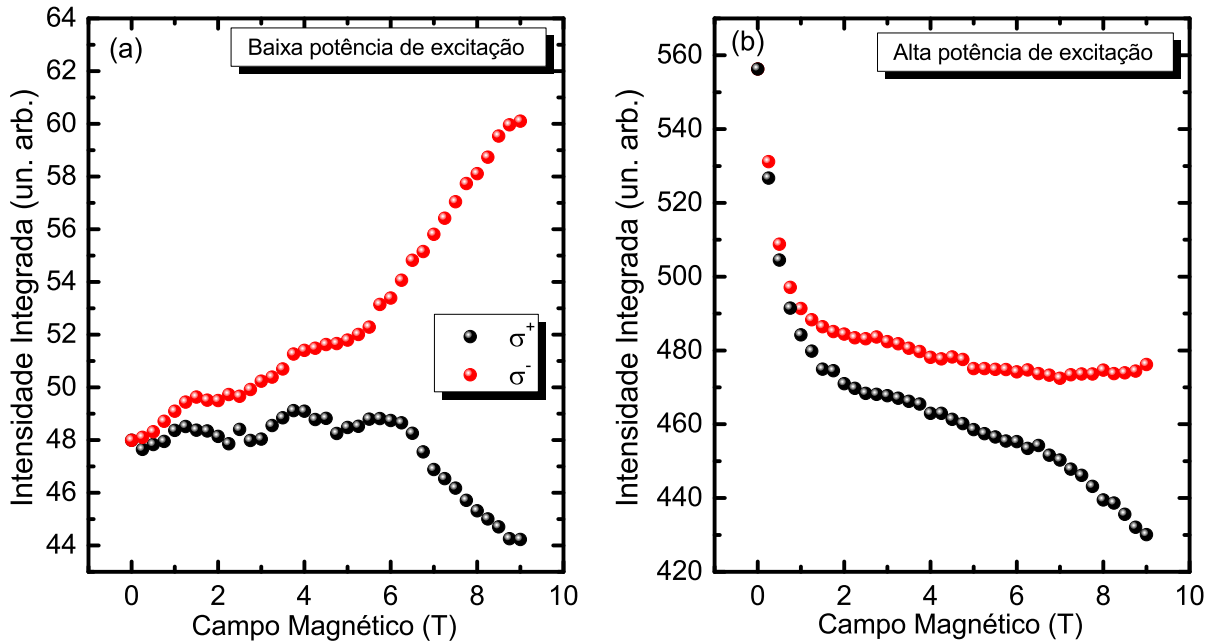 (a)
Baixa potência de excitação
Intensidade Integrada (un. arb.)
64
62
60
58
56
54
52
50
48
46
44
σ+
σ-
0 2 4 6 8 10
Campo Magnético (T)
(b)
Alta potência de excitação
Intensidade Integrada (un. arb.)
560
540
520
500
480
460
440
420
0 2 4 6 8 10
Campo Magnético (T)